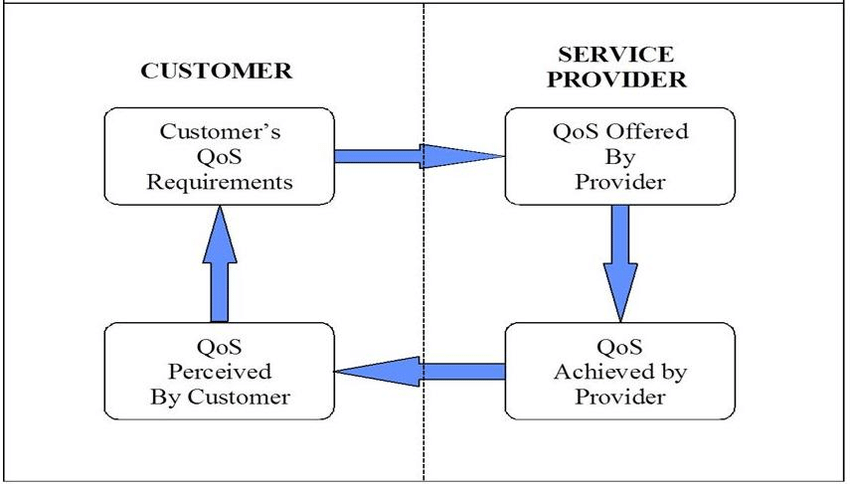 CUSTOMER
SERVICE
PROVIDER
Customer’s
QoS
Requirements
QoS Offered
By
Provider
QoS
Perceived
By Customer
QoS
Achieved by
Provider